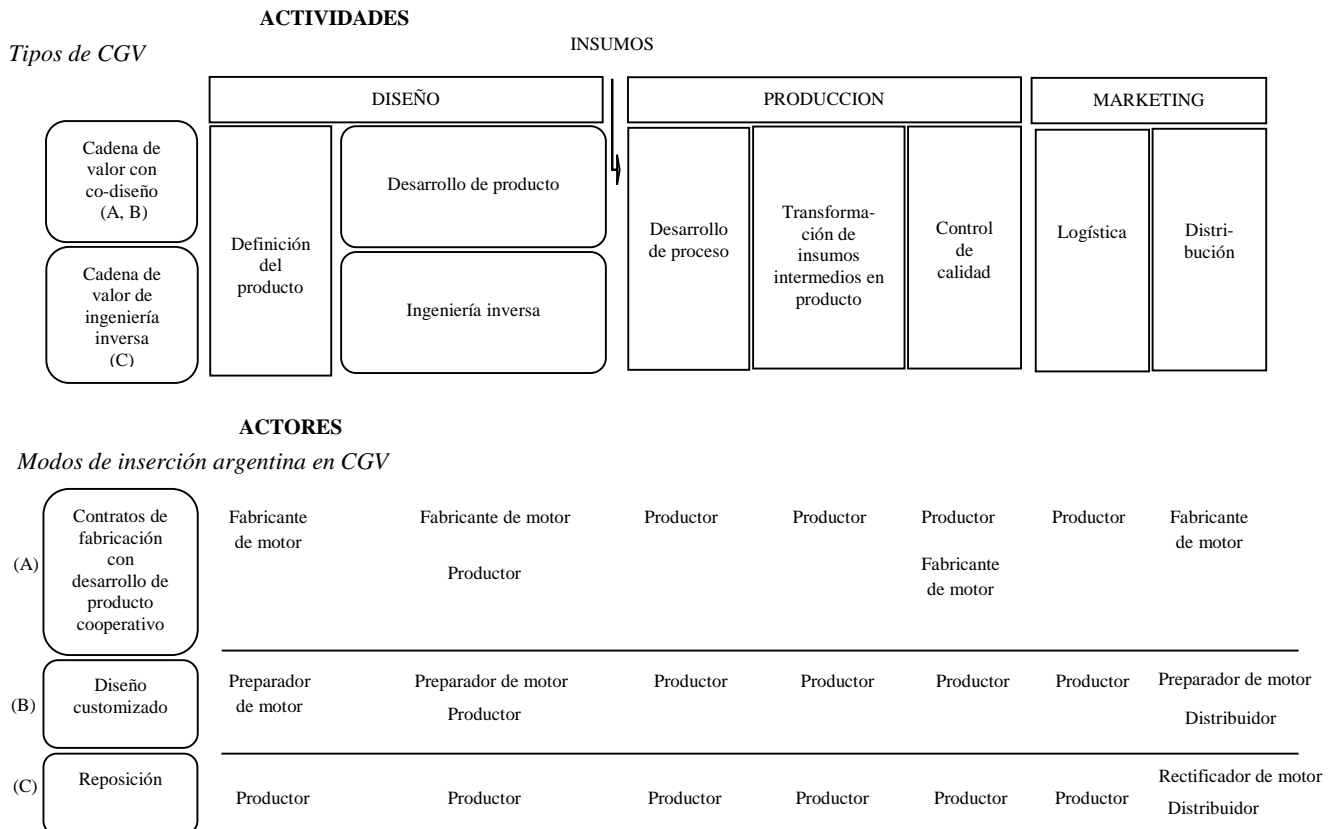 ACTIVIDADES
Tipos de CGV
INSUMOS
DISEÑO
PRODUCCION
MARKETING
Cadena de
valor con
co-diseño
(A, B)
Cadena de
valor de
ingeniería
inversa
(C)
Definición
del
producto
Desarrollo de producto
Ingeniería inversa
Desarrollo
de proceso
Transforma-
ción de
insumos
intermedios en
producto
Control
de
calidad
Logística
Distri-
bución
ACTORES
Modos de inserción argentina en CGV
(A)
Contratos de
fabricación
con
desarrollo de
producto
cooperativo
Fabricante
de motor
Fabricante de motor
Productor
Productor
Productor
Productor
Fabricante
de motor
Productor
Fabricante
de motor
(B)
Diseño
customizado
Preparador
de motor
Preparador de motor
Productor
Productor
Productor
Productor
Productor
Preparador de motor
Distribuidor
(C)
Reposición
Productor
Productor
Productor
Productor
Productor
Productor
Rectificador de motor
Distribuidor